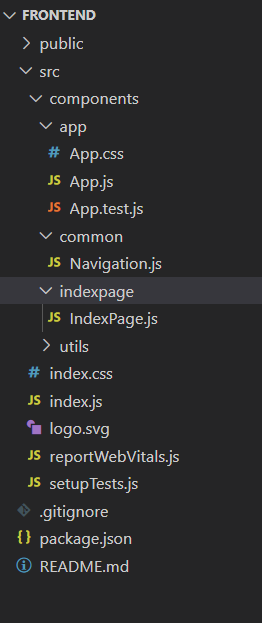 FRONTEND
public
src
components
app
# App.css
JS App.js
JS App.test.js
common
JS Navigation.js
indexpage
JS IndexPage.js
utils
# index.css
JS index.js
logo.svg
JS reportWebVitals.js
JS setupTests.js
.gitignore
{} package.json
README.md